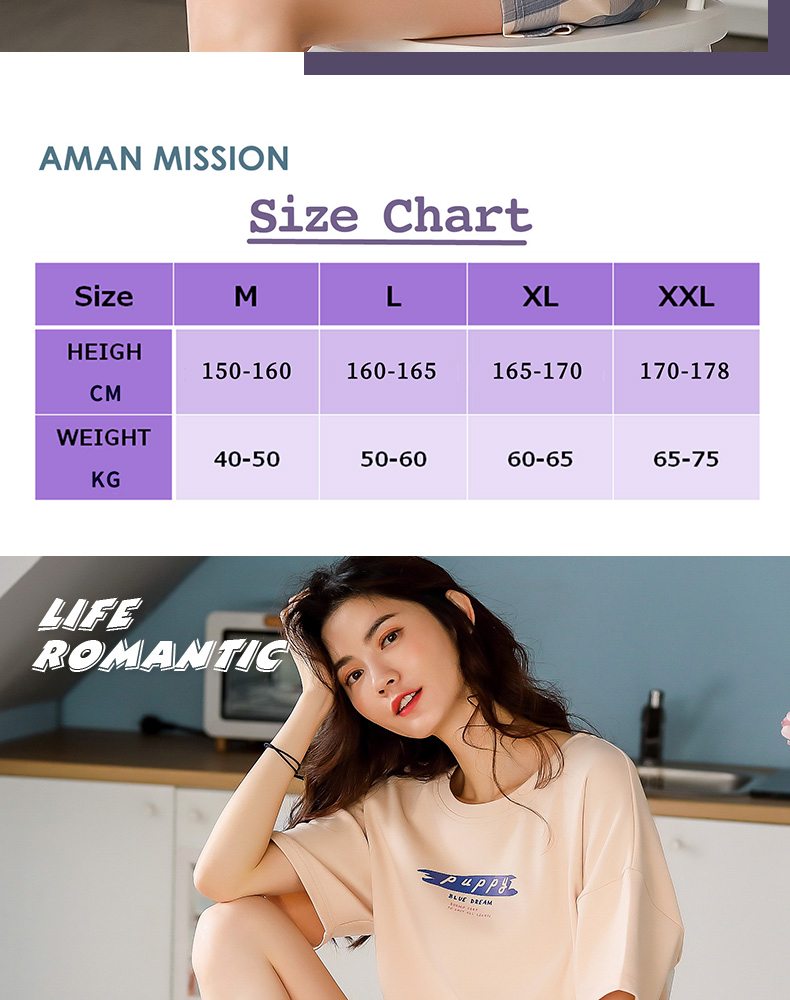 AMAN MISSION
Size Chart
Size M L XL XXL
HEIGH
CM
150-160 160-165 165-170 170-178
WEIGHT
KG
40-50 50-60 60-65 65-75
LIFE
ROMANTIC
puppy
BLUE DREAM